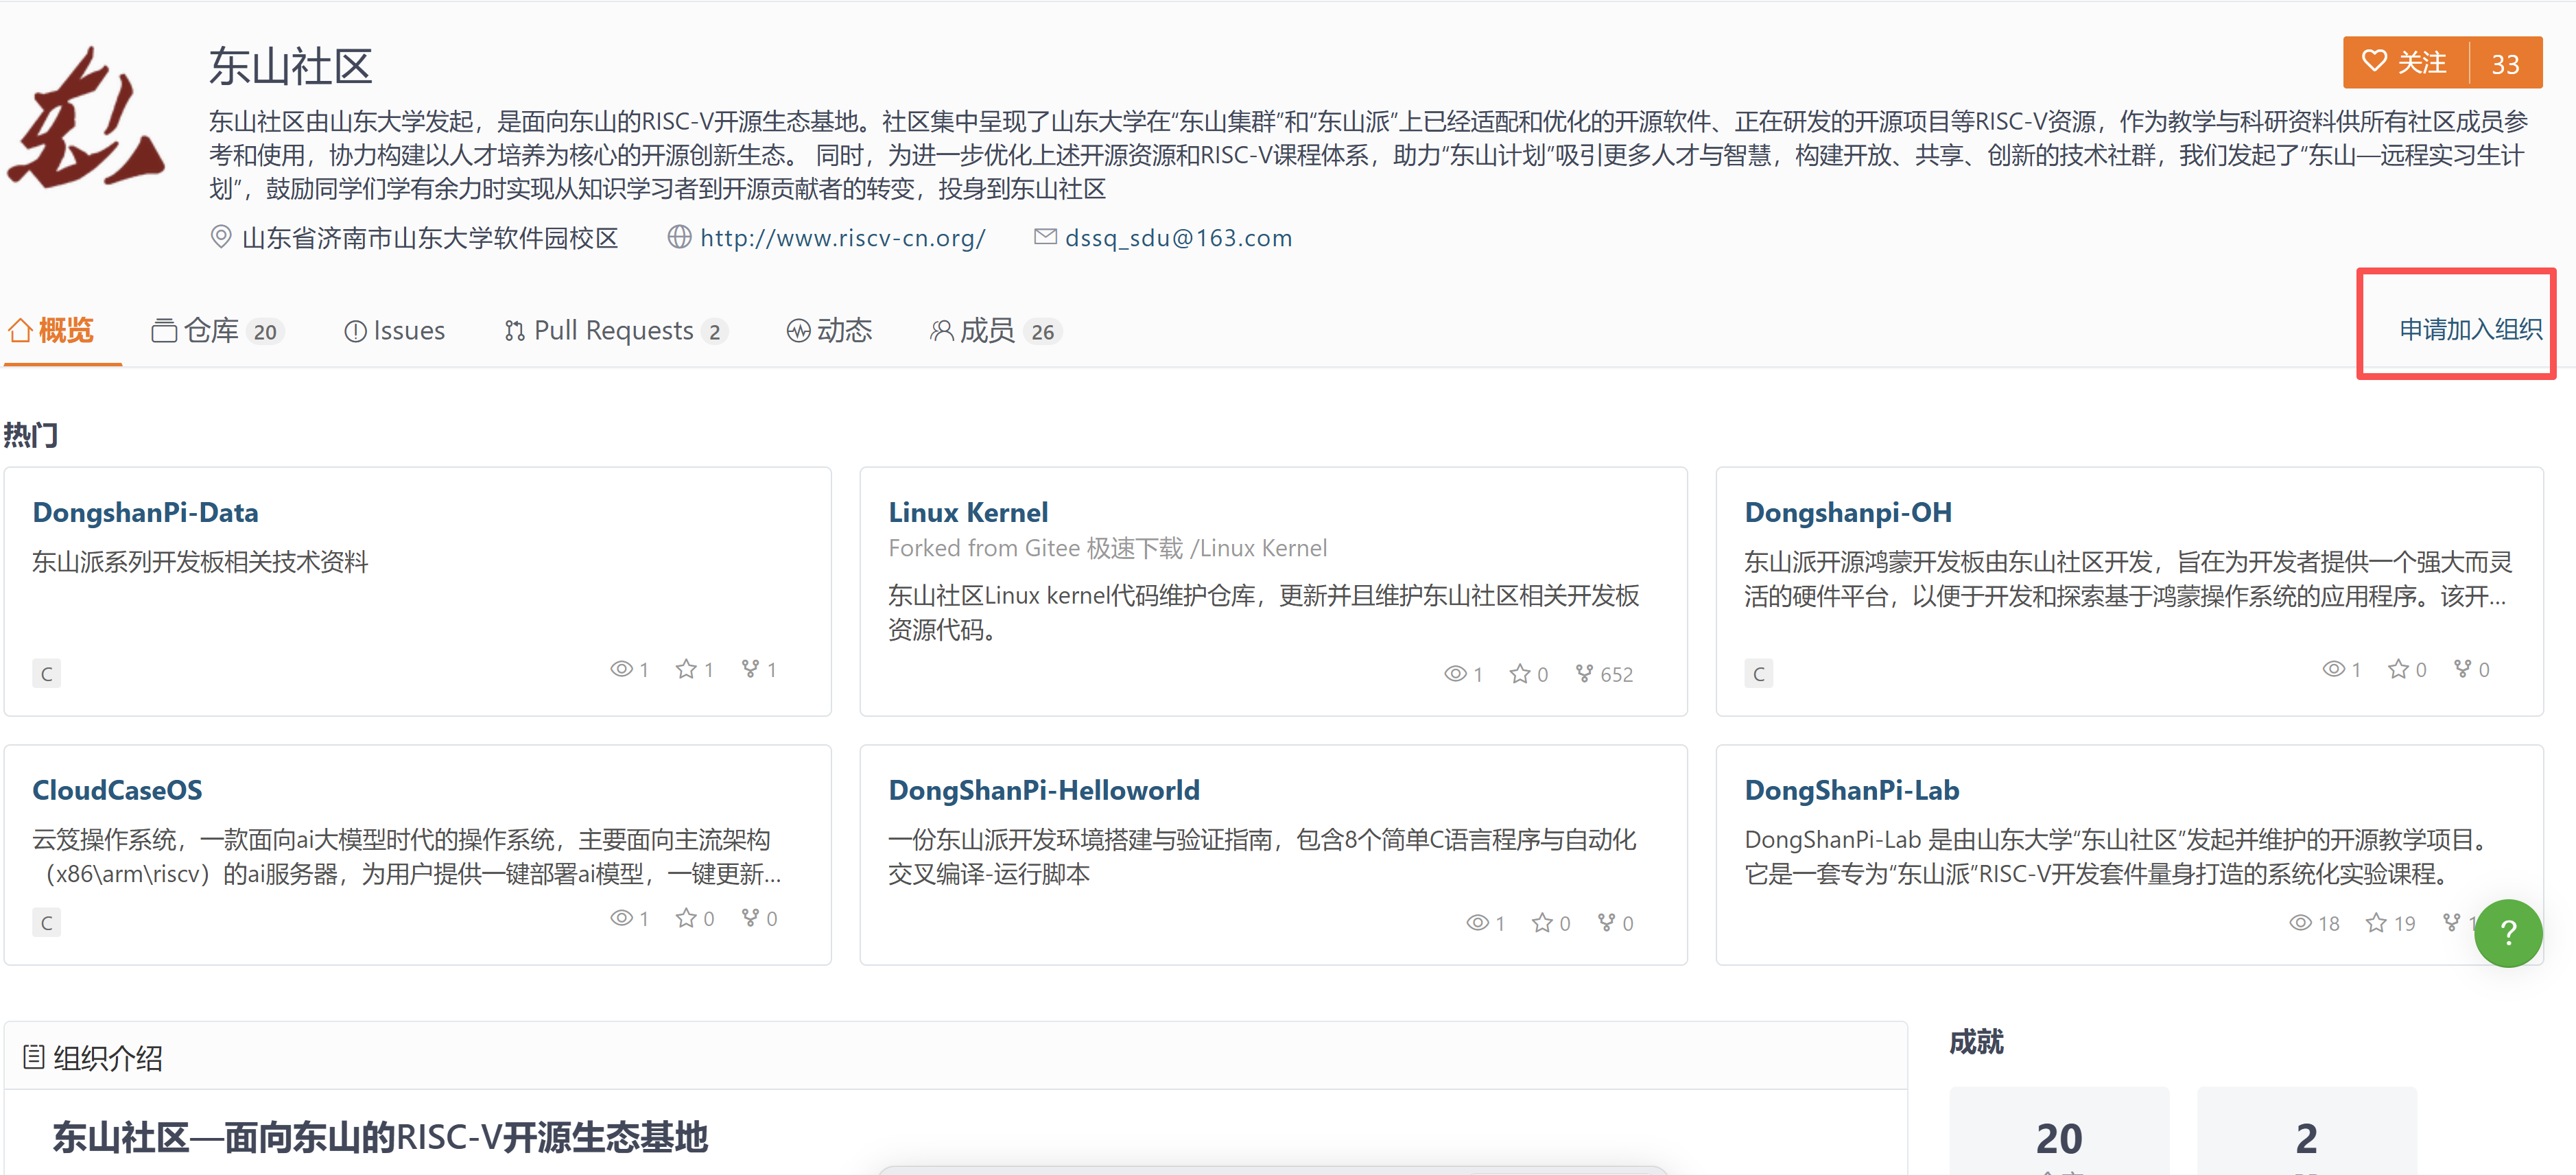 东山社区
关注 33
东山社区由山东大学发起，是面向东山的RISC-V开源生态基地。社区集中呈现了山东大学在“东山集群”和“东山派”上已经适配和优化的开源软件、正在研发的开源项目等RISC-V资源，作为教学与科研资料供所有社区成员参
考和使用，协力构建以人才培养为核心的开源创新生态。 同时，为进一步优化上述开源资源和RISC-V课程体系，助力“东山计划”吸引更多人才与智慧，构建开放、共享、创新的技术社群，我们发起了“东山—远程实习生计
划”，鼓励同学们学有余力时实现从知识学习者到开源贡献者的转变，投身到东山社区
山东省济南市山东大学软件园校区 http://www.riscv-cn.org/ dssq_sdu@163.com
概览 仓库 20 Issues Pull Requests 2 动态 成员 26 申请加入组织
热门
DongshanPi-Data
东山派系列开发板相关技术资料
C 1 1 1
Linux Kernel
Forked from Gitee 极速下载 /Linux Kernel
东山社区Linux kernel代码维护仓库，更新并且维护东山社区相关开发板
资源代码。
1 0 652
Dongshanpi-OH
东山派开源鸿蒙开发板由东山社区开发，旨在为开发者提供一个强大而灵
活的硬件平台，以便于开发和探索基于鸿蒙操作系统的应用程序。该开...
C 1 0 0
CloudCaseOS
云笈操作系统，一款面向ai大模型时代的操作系统，主要面向主流架构
（x86\arm\riscv）的ai服务器，为用户提供一键部署ai模型，一键更新...
C 1 0 0
DongShanPi-Helloworld
一份东山派开发环境搭建与验证指南，包含8个简单C语言程序与自动化
交叉编译-运行脚本
1 0 0
DongShanPi-Lab
DongShanPi-Lab 是由山东大学“东山社区”发起并维护的开源教学项目。
它是一套专为“东山派”RISC-V开发套件量身打造的系统化实验课程。
18 19
?
组织介绍
东山社区—面向东山的RISC-V开源生态基地
成就
20 2